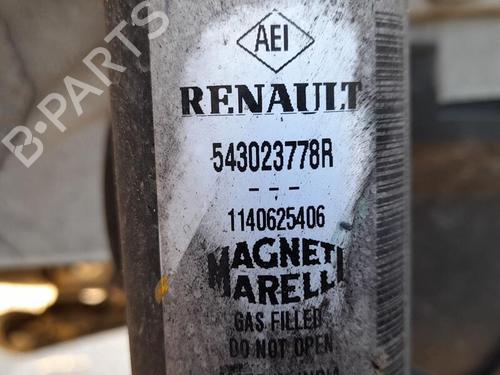 B-PARTS
AEI
RENAULT
543023778R
---
1140625406
MAGNETI
MARELLI
GAS FILLED
DO NOT OPEN